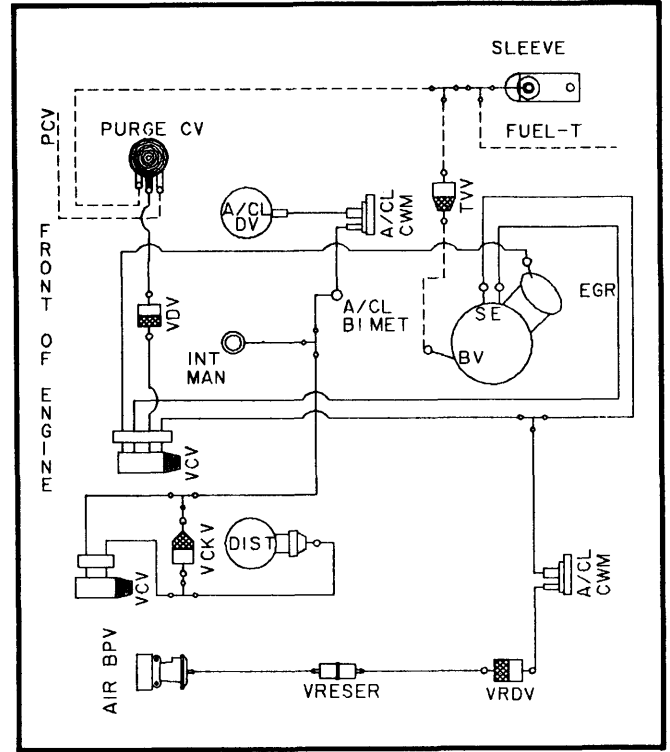 SLEEVE
PCV
PURGE CV
FUEL-T
A/CL
DV
A/CL
CWM
TVV
FRONT OF ENGINE
VDV
A/CL
BIMET
SE
EGR
INT
MAN
BV
VCV
VCKV
DIST
VCV
A/CL
CWM
AIR BPV
VRESER
VRDV